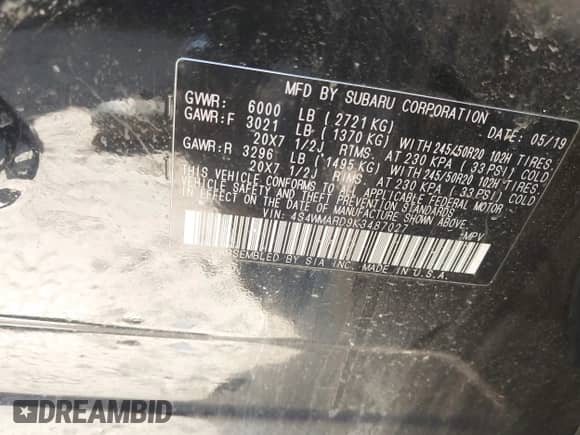 MFD BY SUBARU CORPORATION
GVWR: 6000 LB (2721 KG) 05/19
GAWR:F 3021 LB (1370 KG) WITH 245/50R20 102H TIRES,
20X7 1/2J RIMS, AT 230 KPA (33 PSI) COLD
GAWR:R 3296 LB (1495 KG) WITH 245/50R20 102H TIRES,
20X7 1/2J RIMS, AT 230 KPA (33 PSI) COLD
THIS VEHICLE CONFORMS TO ALL APPLICABLE FEDERAL MOTOR
VEHICLE SAFETY AND THEFT PREVENTION STANDARDS
IN EFFECT ON THE DATE OF MANUFACTURE SHOWN ABOVE.
VIN: 4S4WMARD9K3487027 MPV
ASSEMBLED BY SIA INC. MADE IN U.S.A.
DREAMBID